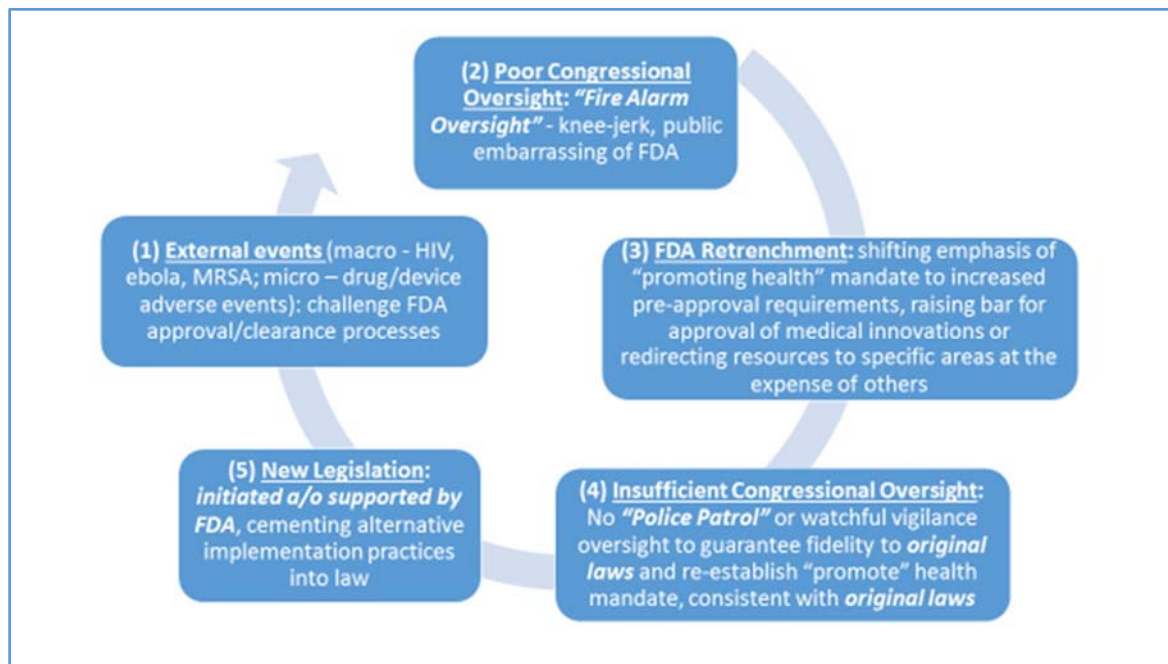 (2) Poor Congressional
Oversight: "Fire Alarm
Oversight" - knee-jerk, public
embarrassing of FDA
(1) External events (macro - HIV,
ebola, MRSA; micro – drug/device
adverse events): challenge FDA
approval/clearance processes
(3) FDA Retrenchment: shifting emphasis of
"promoting health" mandate to increased
pre-approval requirements, raising bar for
approval of medical innovations or
redirecting resources to specific areas at the
expense of others
(5) New Legislation:
initiated a/o supported by
FDA, cementing alternative
implementation practices
into law
(4) Insufficient Congressional Oversight:
No "Police Patrol" or watchful vigilance
oversight to guarantee fidelity to original
laws and re-establish "promote" health
mandate, consistent with original laws